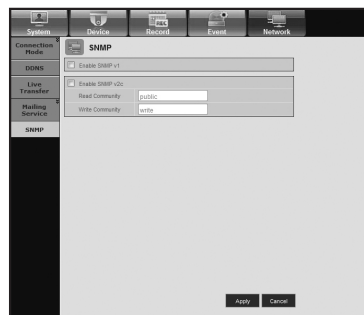 System Device Record Event Network
Connection Mode
DDNS
Live Transfer
Mailing Service
SNMP
SNMP
Enable SNMP v1
Enable SNMP v2c
Read Community public
Write Community write
Apply Cancel